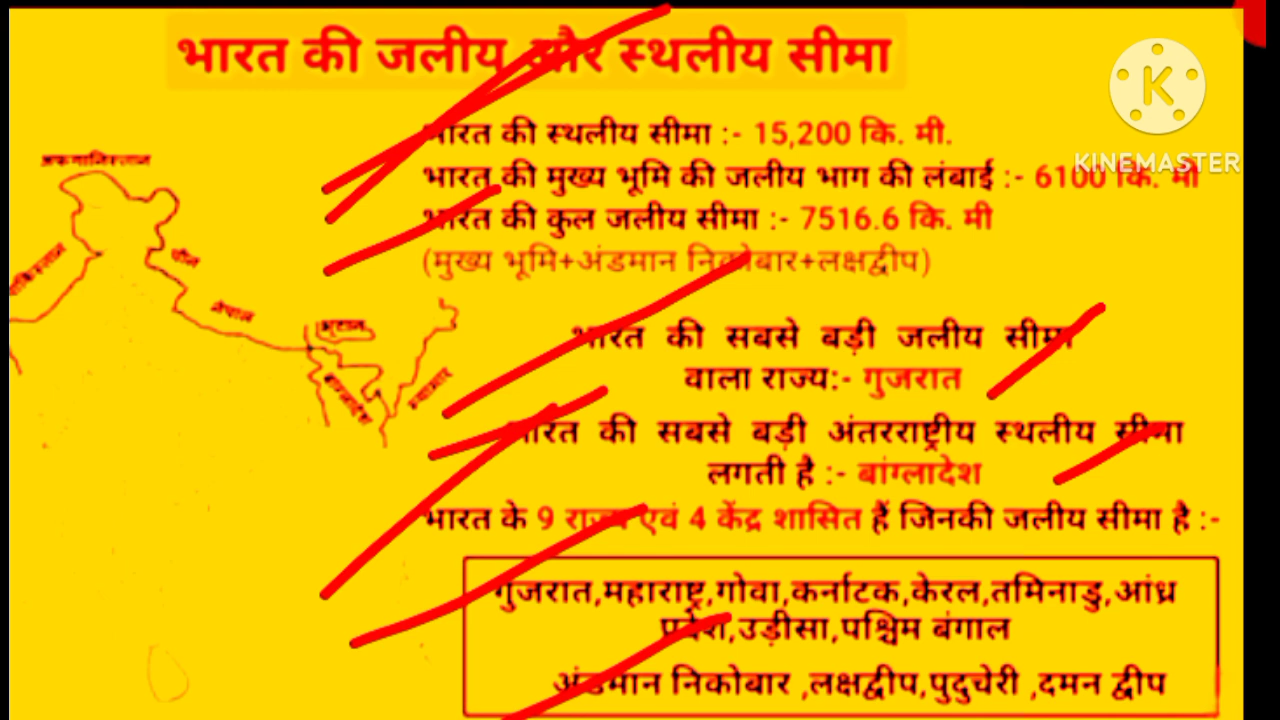 भारत की जलीय और स्थलीय सीमा
KINEMASTER
भारत की स्थलीय सीमा :- 15,200 कि. मी.
भारत की मुख्य भूमि की जलीय भाग की लंबाई :- 6100 कि. मी
भारत की कुल जलीय सीमा :- 7516.6 कि. मी
(मुख्य भूमि+अंडमान निकोबार+लक्षद्वीप)
अफगानिस्तान
पाकिस्तान
चीन
नेपाल
भूटान
बांग्लादेश
म्यांमार
भारत की सबसे बड़ी जलीय सीमा
वाला राज्य:- गुजरात
भारत की सबसे बड़ी अंतरराष्ट्रीय स्थलीय सीमा
लगती है :- बांग्लादेश
भारत के 9 राज्य एवं 4 केंद्र शासित हैं जिनकी जलीय सीमा है :-
गुजरात,महाराष्ट्र,गोवा,कर्नाटक,केरल,तमिनाडु,आंध्र
प्रदेश,उड़ीसा,पश्चिम बंगाल
अंडमान निकोबार ,लक्षद्वीप,पुदुचेरी ,दमन द्वीप